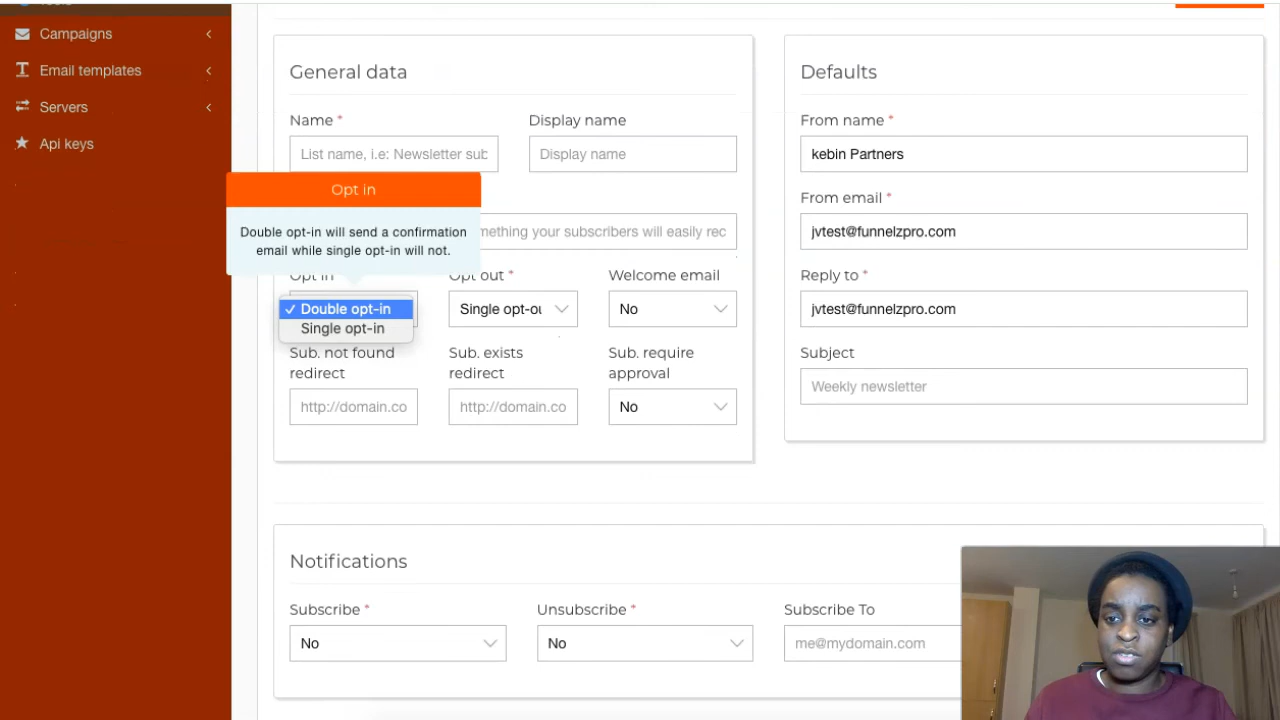 Campaigns
Email templates
Servers
Api keys
General data
Name *
Display name
List name, i.e: Newsletter sub
Display name
Opt in
Double opt-in will send a confirmation
email while single opt-in will not.
mething your subscribers will easily rec
Opt in
Opt out *
Welcome email
Double opt-in
Single opt-in
Single opt-ou
No
Sub. not found
redirect
Sub. exists
redirect
Sub. require
approval
http://domain.co
http://domain.co
No
Defaults
From name *
kebin Partners
From email *
jvtest@funnelzpro.com
Reply to *
jvtest@funnelzpro.com
Subject
Weekly newsletter
Notifications
Subscribe *
Unsubscribe *
Subscribe To
No
No
me@mydomain.com